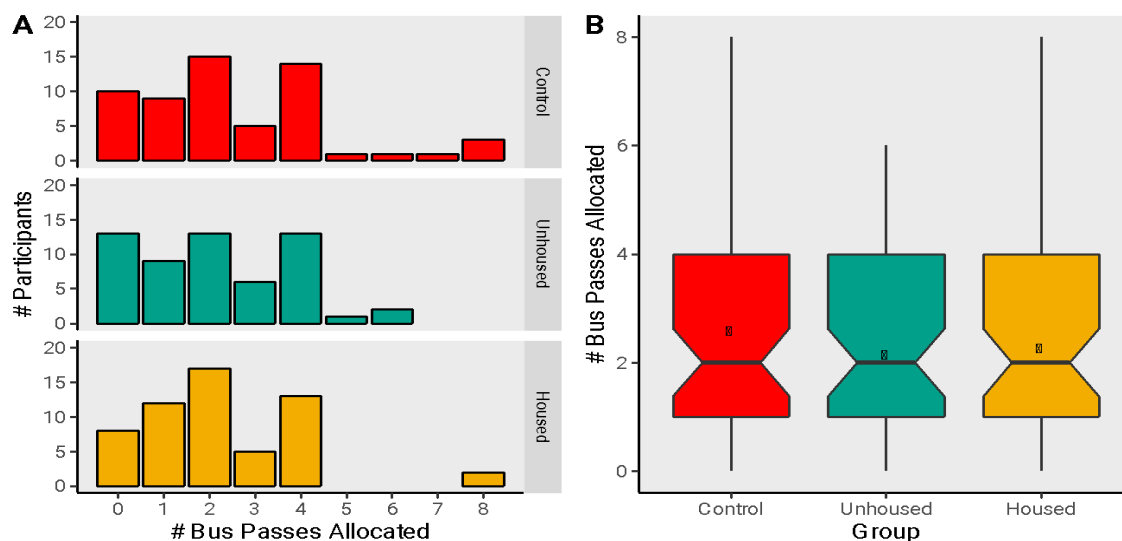 A
# Participants
20
15
10
5
0
Control
20
15
10
5
0
Unhoused
20
15
10
5
0
Housed
0 1 2 3 4 5 6 7 8
# Bus Passes Allocated
B
# Bus Passes Allocated
8
6
4
2
0
Control Unhoused Housed
Group